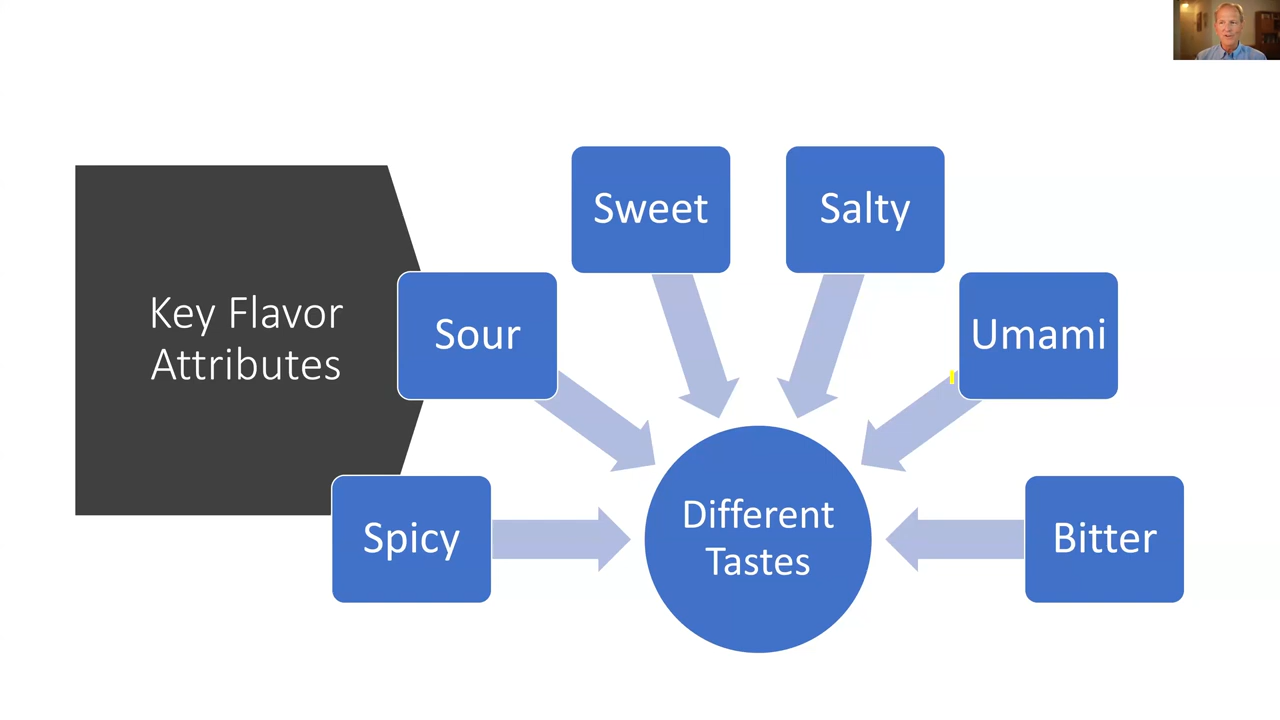 Key Flavor
Attributes
Spicy
Sour
Sweet
Salty
Umami
Bitter
Different
Tastes